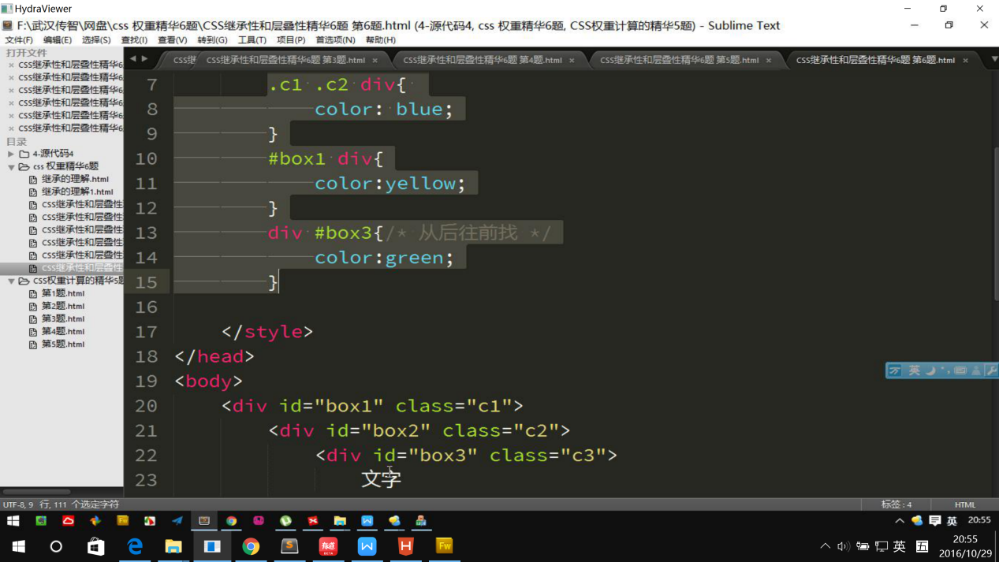 HydraViewer
F:\武汉传智\网盘\css 权重精华6题\CSS继承性和层叠性精华6题 第6题.html (4-源代码4, css 权重精华6题, CSS权重计算的精华5题) - Sublime Text
文件(F) 编辑(E) 选择(S) 查找(I) 查看(V) 转到(G) 工具(T) 项目(P) 首选项(N) 帮助(H)
打开文件
CSS继承性和层叠性精华6
CSS继承性和层叠性精华6
CSS继承性和层叠性精华6
CSS继承性和层叠性精华6
CSS继承性和层叠性精华6
CSS继承性和层叠性精华6
目录
4-源代码4
css 权重精华6题
继承的理解.html
继承的理解1.html
CSS继承性和层叠性
CSS继承性和层叠性
CSS继承性和层叠性
CSS继承性和层叠性
CSS继承性和层叠性
CSS继承性和层叠性
CSS权重计算的精华5题
第1题.html
第2题.html
第3题.html
第4题.html
第5题.html
CSS继 CSS继承性和层叠性精华6题 第3题.html × CSS继承性和层叠性精华6题 第4题.html × CSS继承性和层叠性精华6题 第5题.html × CSS继承性和层叠性精华6题 第6题.html ×
7 .c1 .c2 div{
8 color: blue;
9 }
10 #box1 div{
11 color:yellow;
12 }
13 div #box3{/* 从后往前找 */
14 color:green;
15 }
16
17 </style>
18 </head>
19 <body>
20 <div id="box1" class="c1">
21 <div id="box2" class="c2">
22 <div id="box3" class="c3">
23 文字
万 英
UTF-8, 9 行, 111 个选定字符 标签: 4 HTML
英 20:55
英 五 20:55
2016/10/29